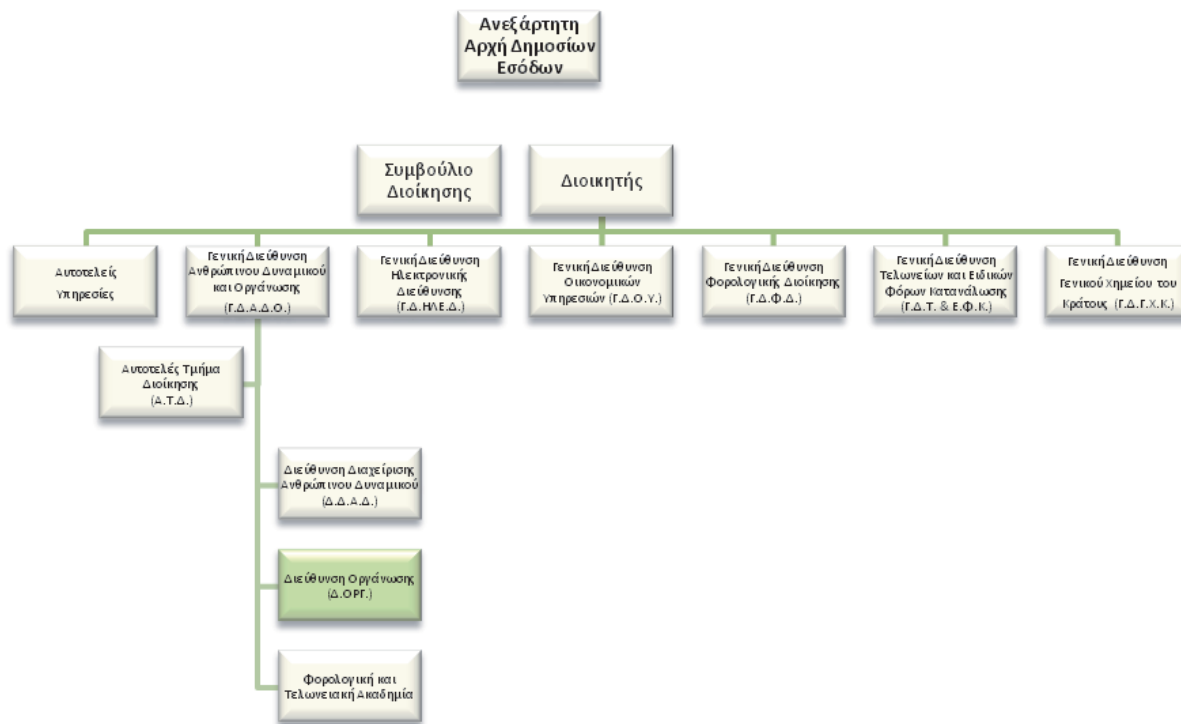 Ανεξάρτητη
Αρχή Δημοσίων
Εσόδων
Συμβούλιο
Διοίκησης
Διοικητής
Αυτοτελείς
Υπηρεσίες
Γενική Διεύθυνση
Ανθρώπινου Δυναμικού
και Οργάνωσης
(Γ.Δ.Α.Δ.Ο.)
Γενική Διεύθυνση
Ηλεκτρονικής
Διεύθυνσης
(Γ.Δ.ΗΛΕ.Δ.)
Γενική Διεύθυνση
Οικονομικών
Υπηρεσιών (Γ.Δ.Ο.Υ.)
Γενική Διεύθυνση
Φορολογικής Διοίκησης
(Γ.Δ.Φ.Δ.)
Γενική Διεύθυνση
Τελωνείων και Ειδικών
Φόρων Κατανάλωσης
(Γ.Δ.Τ. & Ε.Φ.Κ.)
Γενική Διεύθυνση
Γενικού Χημείου του
Κράτους (Γ.Δ.Γ.Χ.Κ.)
Αυτοτελές Τμήμα
Διοίκησης
(Α.Τ.Δ.)
Διεύθυνση Διαχείρισης
Ανθρώπινου Δυναμικού
(Δ.Δ.Α.Δ.)
Διεύθυνση Οργάνωσης
(Δ.ΟΡΓ.)
Φορολογική και
Τελωνειακή Ακαδημία